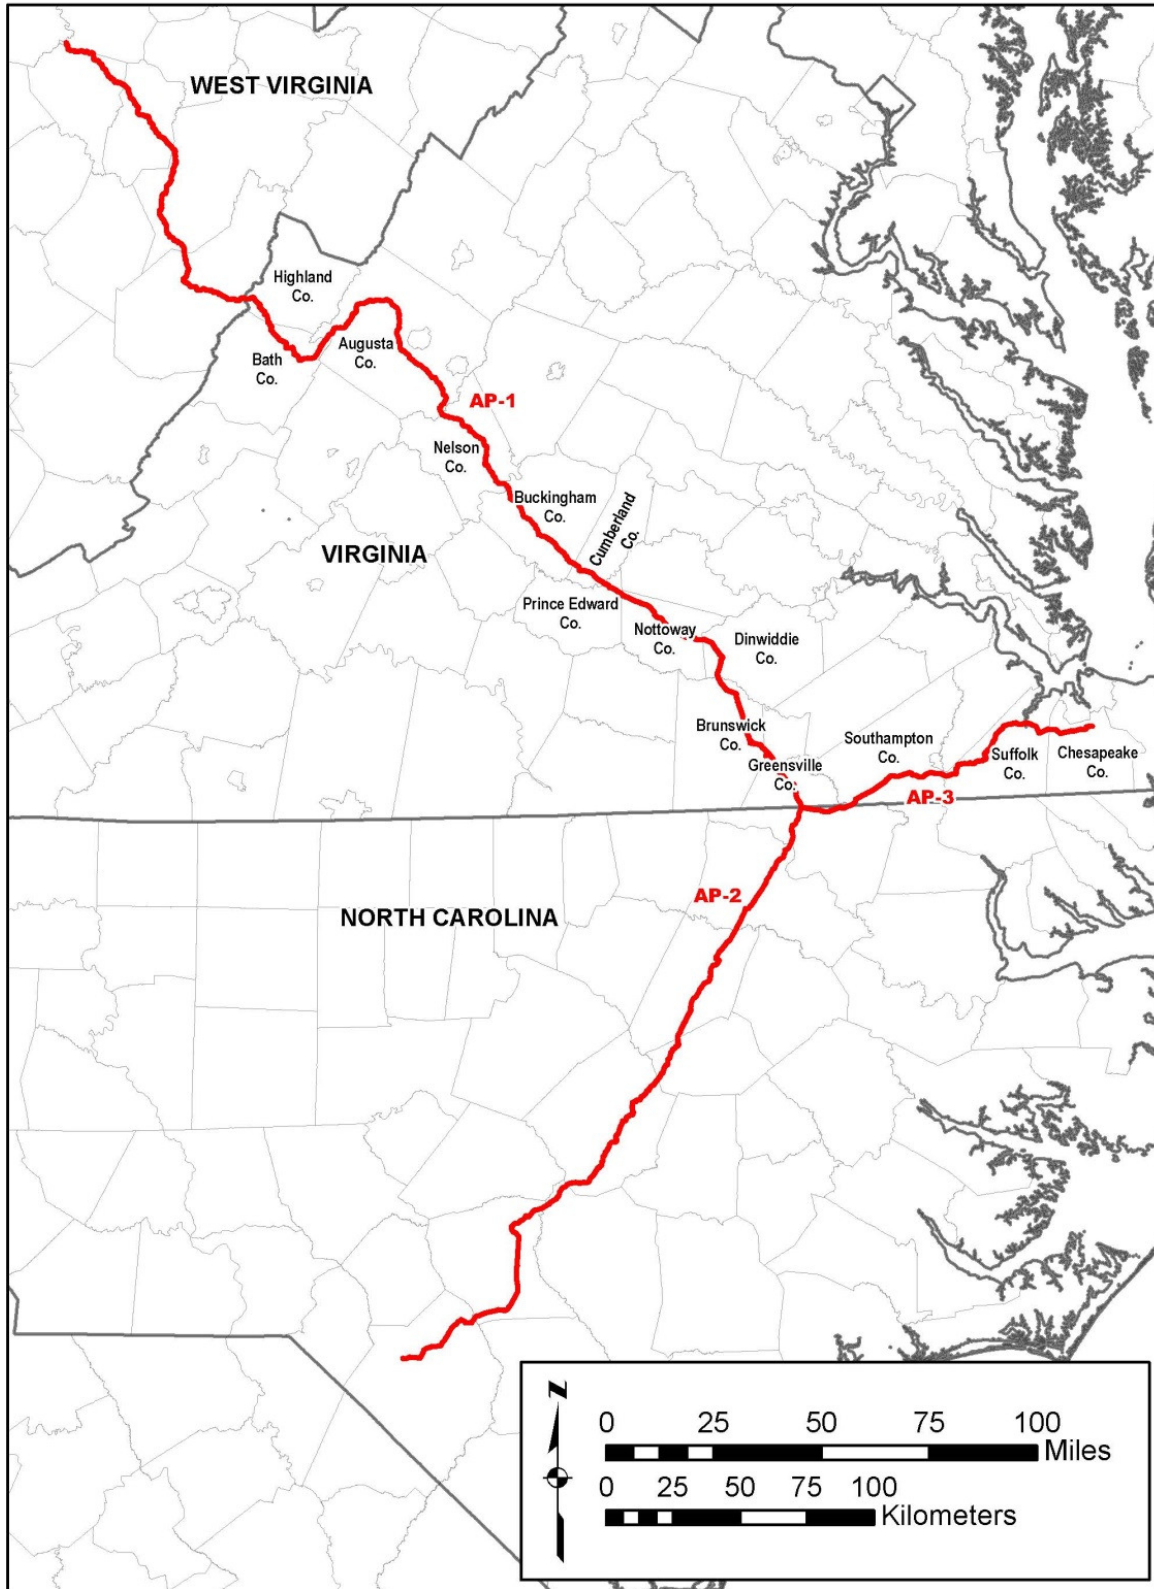 WEST VIRGINIA
Highland
Co.
Bath
Co.
Augusta
Co.
AP-1
Nelson
Co.
Buckingham
Co.
Cumberland
Co.
VIRGINIA
Prince Edward
Co.
Nottoway
Co.
Dinwiddie
Co.
Brunswick
Co.
Greensville
Co.
Southampton
Co.
Suffolk
Co.
Chesapeake
Co.
AP-3
AP-2
NORTH CAROLINA
N
0 25 50 75 100
Miles
0 25 50 75 100
Kilometers